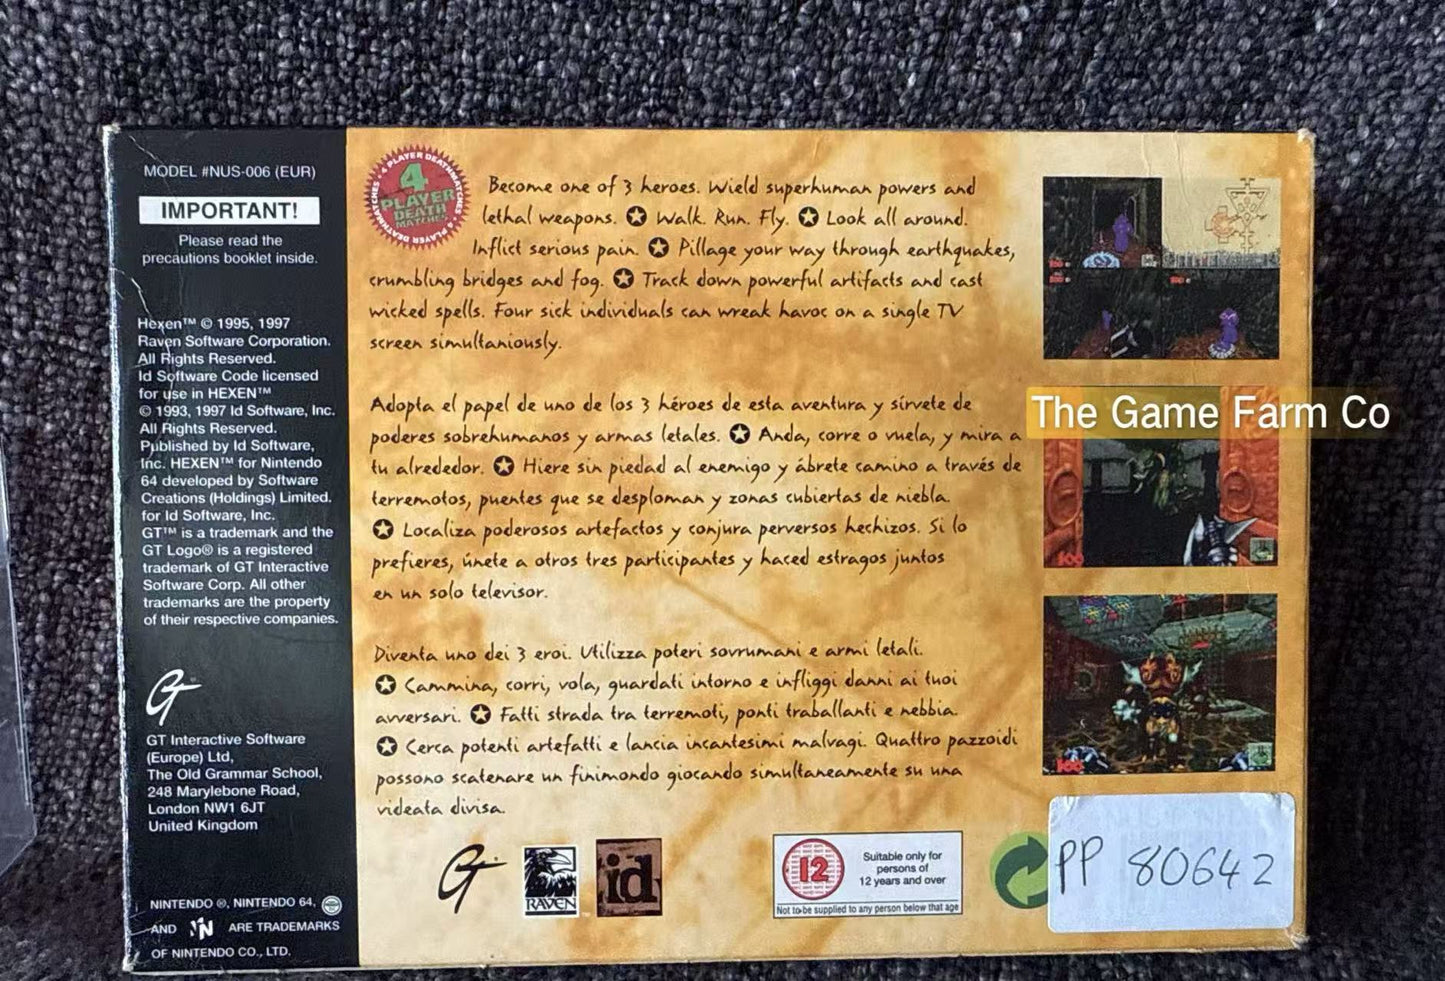 MODEL #NUS-006 (EUR)
IMPORTANT!
Please read the
precautions booklet inside.
Hexen™ © 1995, 1997
Raven Software Corporation.
All Rights Reserved.
Id Software Code licensed
for use in HEXEN™
© 1993, 1997 Id Software, Inc.
All Rights Reserved.
Published by Id Software,
Inc. HEXEN™ for Nintendo
64 developed by Software
Creations (Holdings) Limited.
for Id Software, Inc.
GT™ is a trademark and the
GT Logo® is a registered
trademark of GT Interactive
Software Corp. All other
trademarks are the property
of their respective companies.
GT
GT Interactive Software
(Europe) Ltd,
The Old Grammar School,
248 Marylebone Road,
London NW1 6JT
United Kingdom
NINTENDO ®, NINTENDO 64,
AND ARE TRADEMARKS
OF NINTENDO CO., LTD.
4 PLAYER DEATHMATCHES • 4 PLAYER DEATHMATCHES
4
PLAYER
DEATH
MATCHES
Become one of 3 heroes. Wield superhuman powers and
lethal weapons. ✪ Walk. Run. Fly. ✪ Look all around.
Inflict serious pain. ✪ Pillage your way through earthquakes,
crumbling bridges and fog. ✪ Track down powerful artifacts and cast
wicked spells. Four sick individuals can wreak havoc on a single TV
screen simultaniously.
Adopta el papel de uno de los 3 héroes de esta aventura y sírvete de
poderes sobrehumanos y armas letales. ✪ Anda, corre o vuela, y mira a
tu alrededor. ✪ Hiere sin piedad al enemigo y ábrete camino a través de
terremotos, puentes que se desploman y zonas cubiertas de niebla.
✪ Localiza poderosos artefactos y conjura perversos hechizos. Si lo
prefieres, únete a otros tres participantes y haced estragos juntos
en un solo televisor.
Diventa uno dei 3 eroi. Utilizza poteri sovrumani e armi letali.
✪ Cammina, corri, vola, guardati intorno e infliggi danni ai tuoi
avversari. ✪ Fatti strada tra terremoti, ponti traballanti e nebbia.
✪ Cerca potenti artefatti e lancia incantesimi malvagi. Quattro pazzoidi
possono scatenare un finimondo giocando simultaneamente su una
videata divisa.
GT
RAVEN™
id
12
Suitable only for
persons of
12 years and over
Not to be supplied to any person below that age
The Game Farm Co
100
100
PP 80642